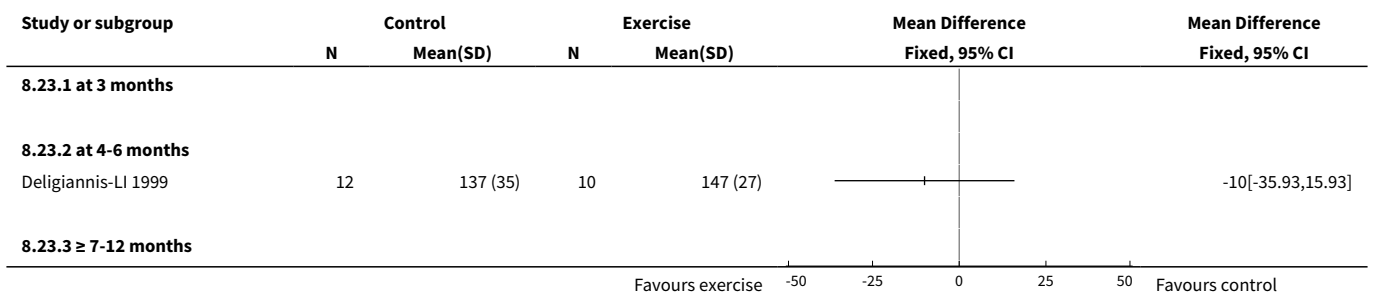 Study or subgroup Control Exercise Mean Difference Mean Difference
N Mean(SD) N Mean(SD) Fixed, 95% CI Fixed, 95% CI
8.23.1 at 3 months
8.23.2 at 4-6 months
Deligiannis-LI 1999 12 137 (35) 10 147 (27) -10[-35.93,15.93]
8.23.3 ≥ 7-12 months
Favours exercise -50 -25 0 25 50 Favours control